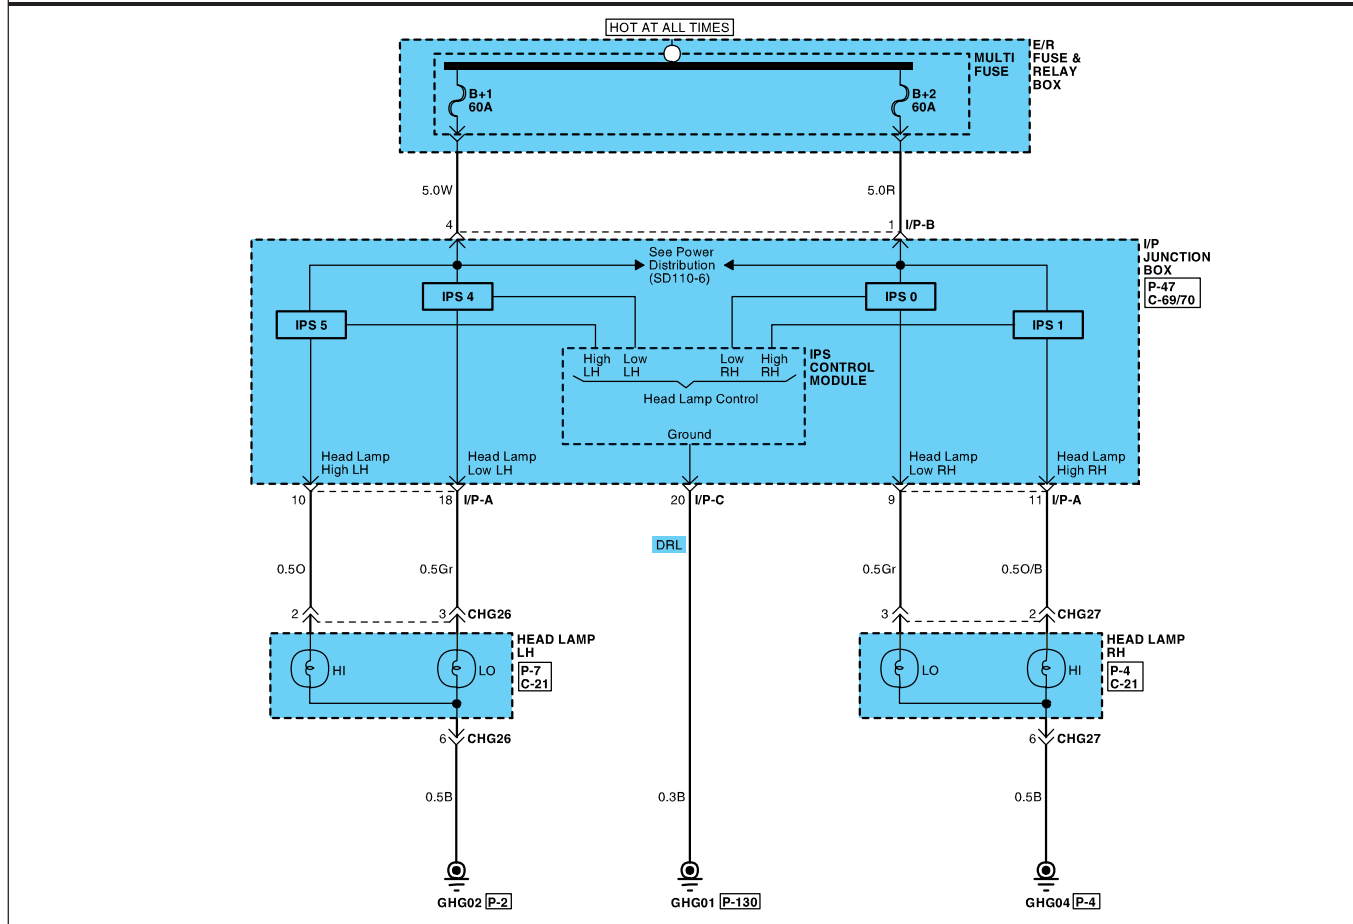 HOT AT ALL TIMES
E/R
FUSE &
RELAY
BOX
MULTI
FUSE
B+1
60A
B+2
60A
5.0W
5.0R
4
1
I/P-B
I/P
JUNCTION
BOX
P-47
C-69/70
See Power
Distribution
(SD110-6)
IPS 4
IPS 0
IPS 5
IPS 1
IPS
CONTROL
MODULE
High
LH
Low
LH
Low
RH
High
RH
Head Lamp Control
Ground
Head Lamp
High LH
Head Lamp
Low LH
Head Lamp
Low RH
Head Lamp
High RH
10
18
I/P-A
20
I/P-C
9
11
I/P-A
DRL
0.5O
0.5Gr
0.5Gr
0.5O/B
2
3
CHG26
3
2
CHG27
HEAD LAMP
LH
P-7
C-21
HI
LO
HEAD LAMP
RH
P-4
C-21
LO
HI
6
CHG26
6
CHG27
0.5B
0.3B
0.5B
GHG02
P-2
GHG01
P-130
GHG04
P-4